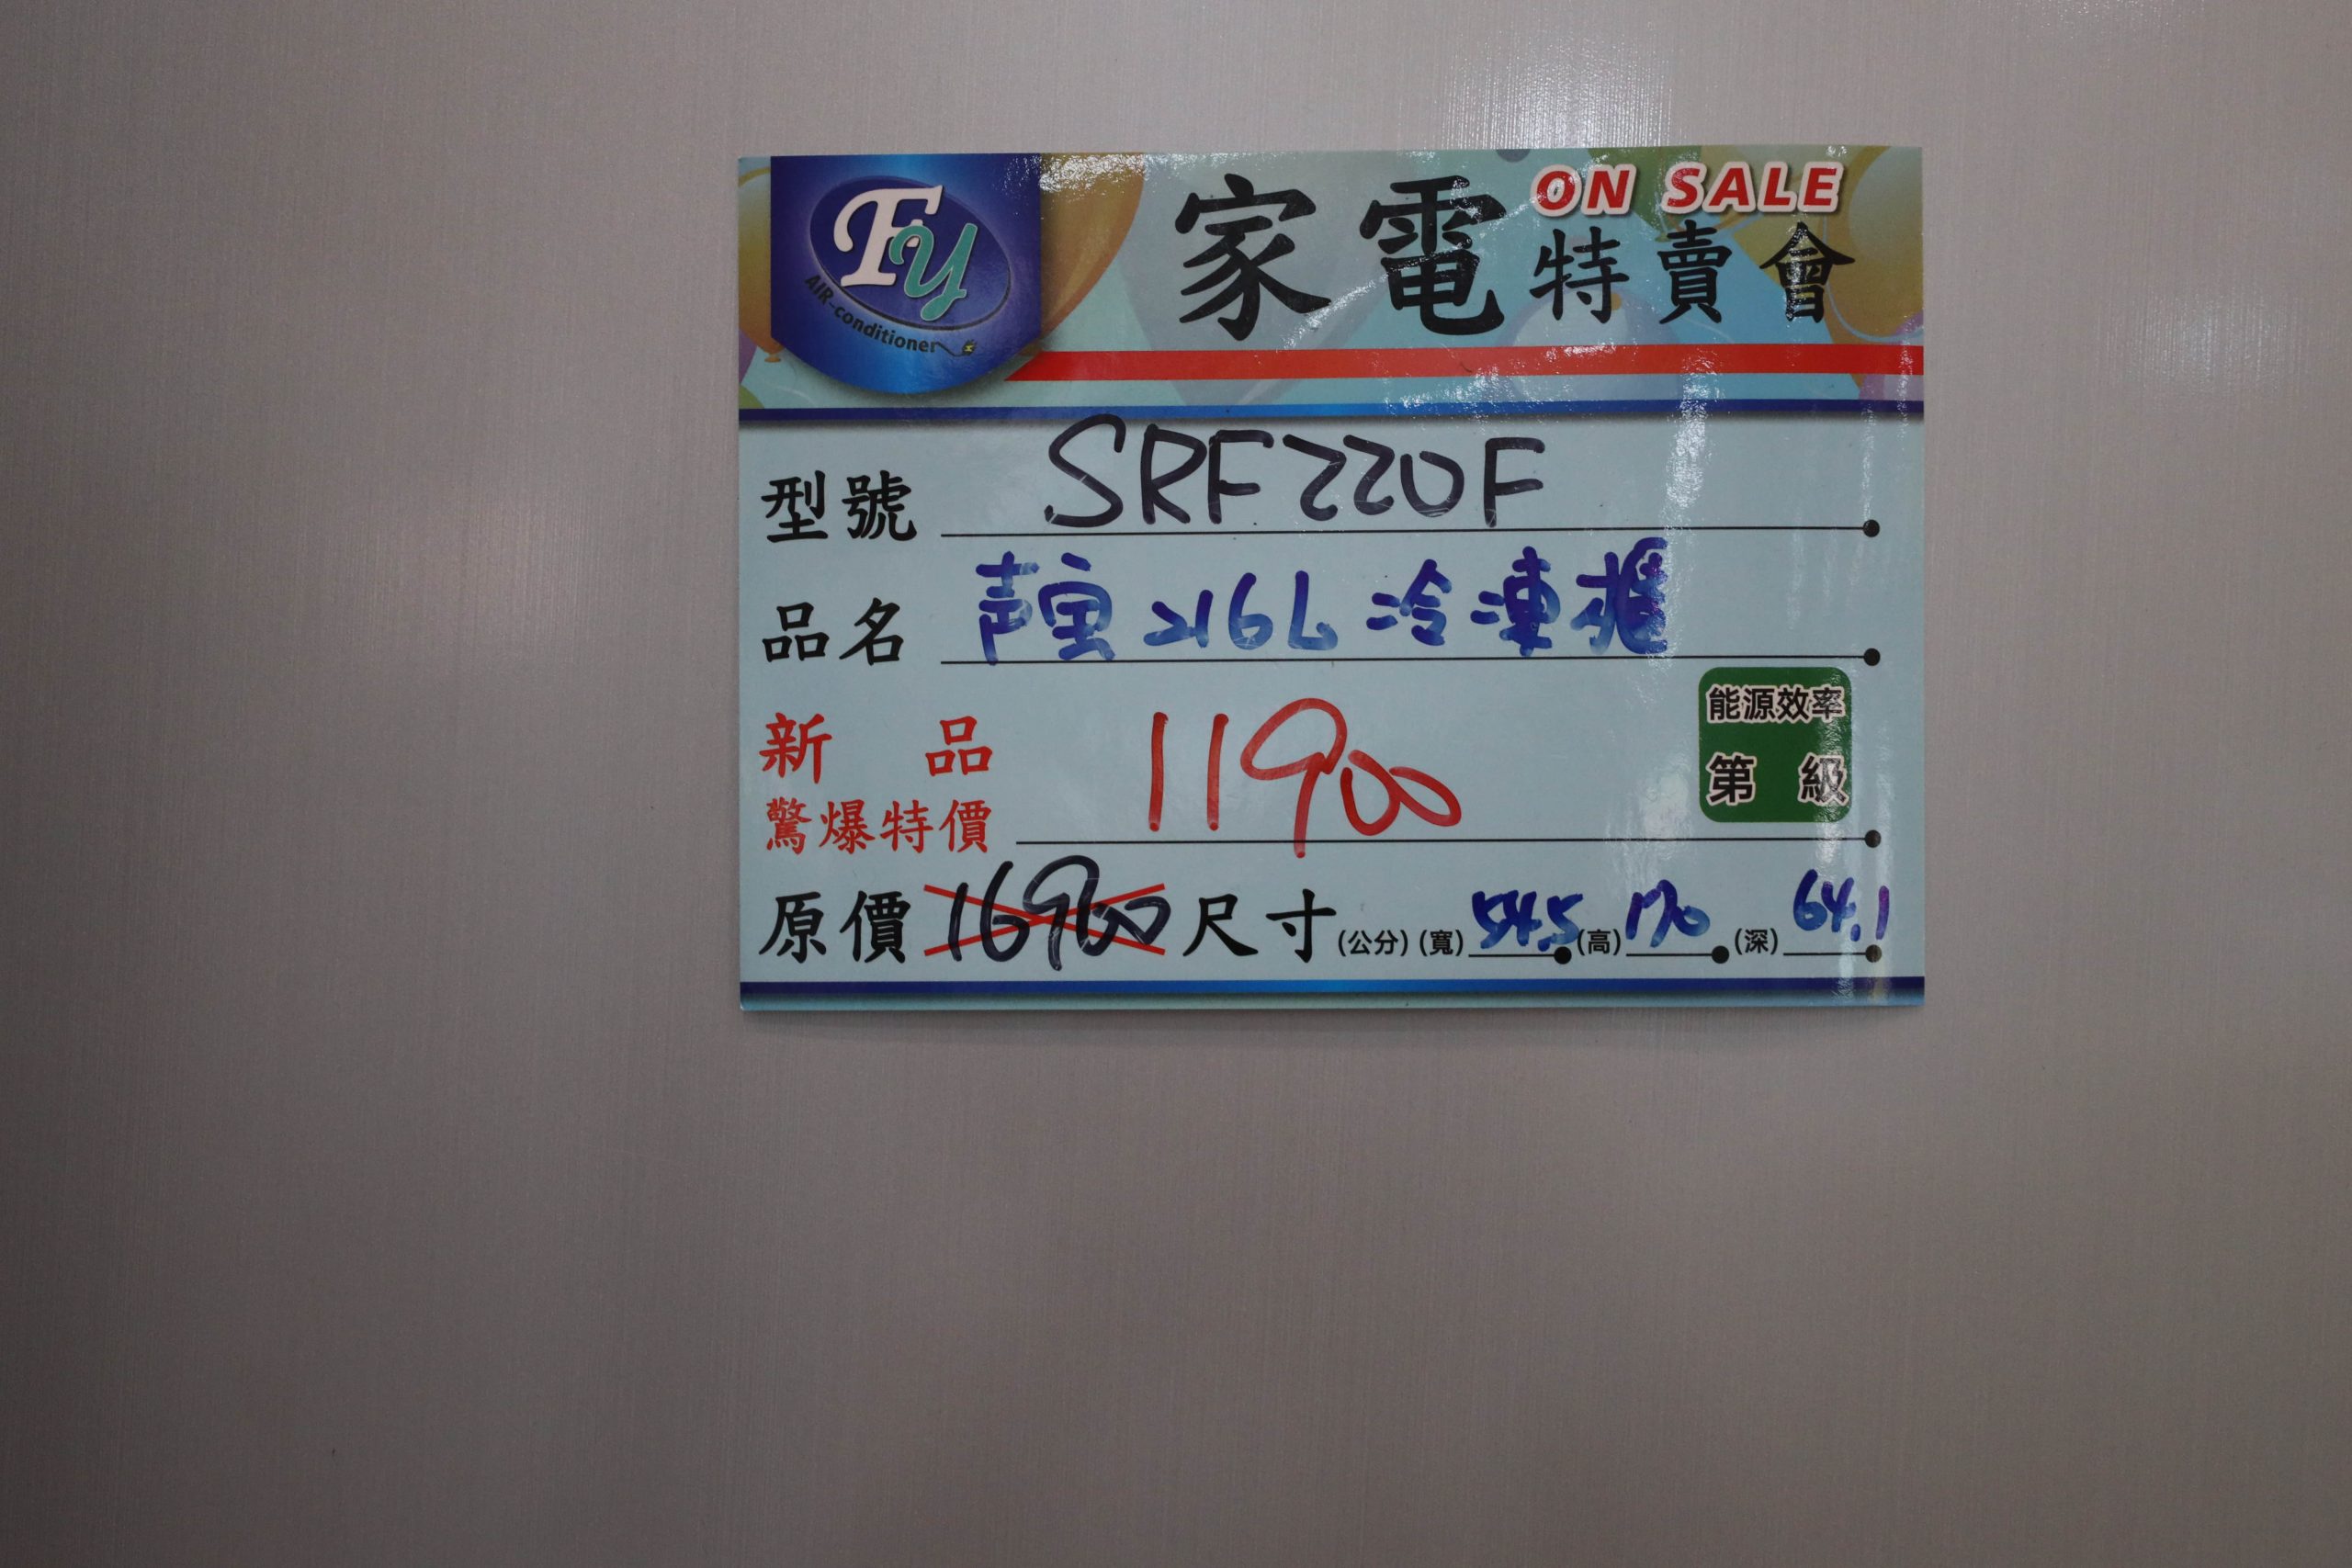 FY
AIR-conditioner
家電 ON SALE
特賣會
型號 SRF220F
品名 声宝 216L 冷凍櫃
新品 11900
驚爆特價
能源效率
第 級
原價 16900 尺寸(公分)(寬)54.5(高)170(深)64.1